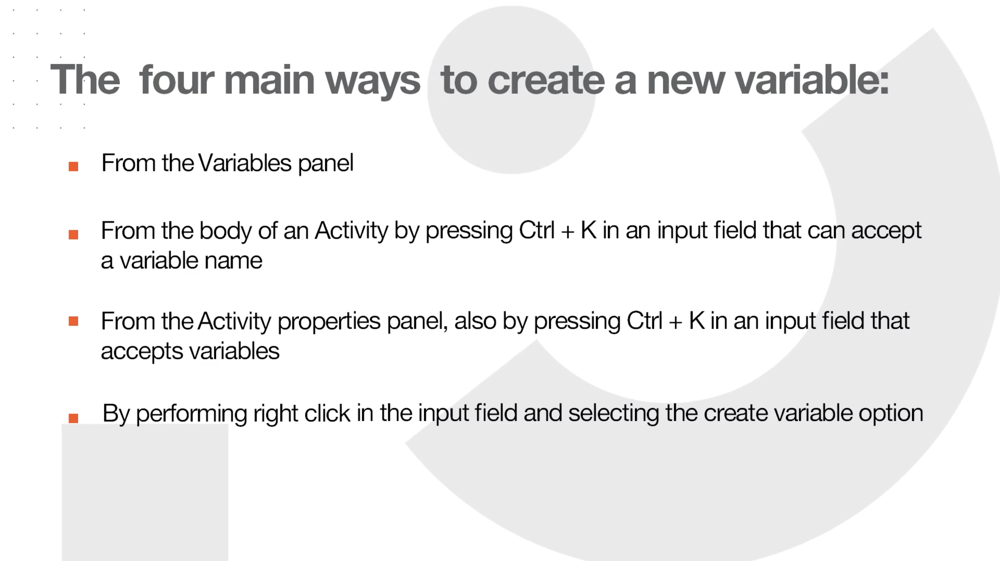 The four main ways to create a new variable:
From the Variables panel
From the body of an Activity by pressing Ctrl + K in an input field that can accept
a variable name
From the Activity properties panel, also by pressing Ctrl + K in an input field that
accepts variables
By performing right click in the input field and selecting the create variable option